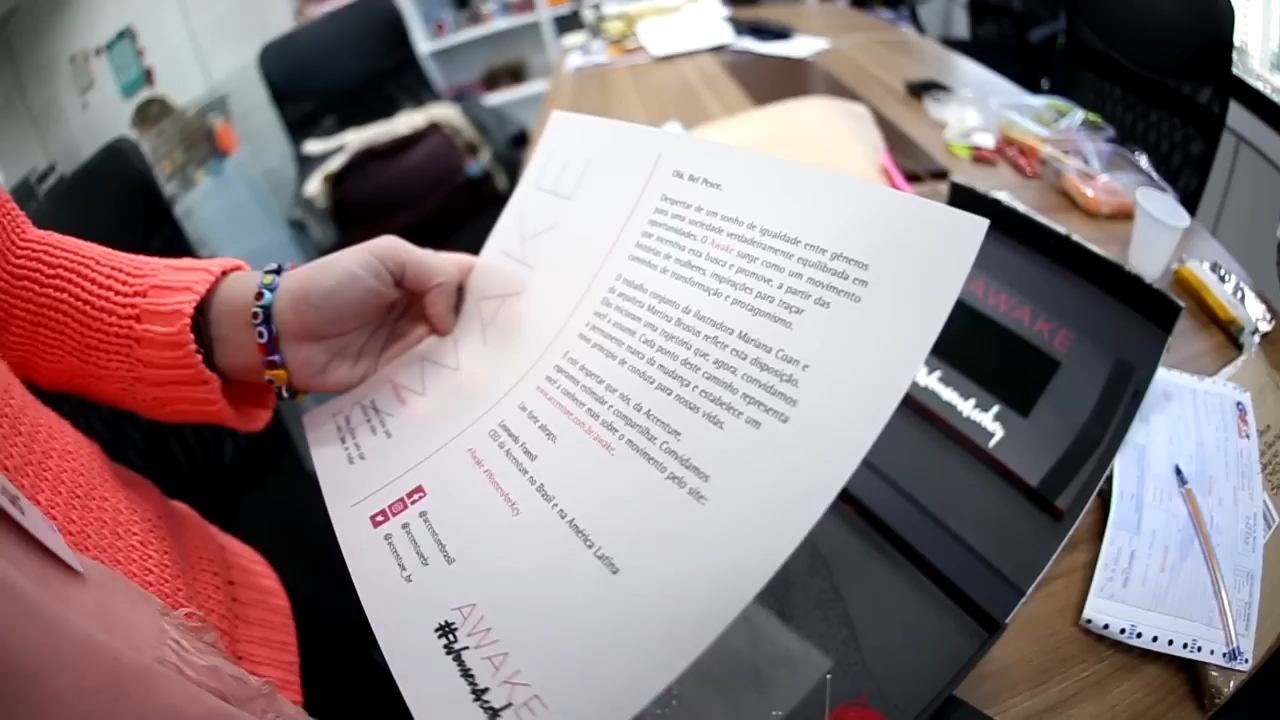 Olá, Bel Pesce,
Despertar de um sonho de igualdade entre gêneros
para uma sociedade verdadeiramente equilibrada em
oportunidades. O Awake surge como um movimento
que incentiva esta busca e promove, a partir das
histórias de mulheres, inspirações para traçar
caminhos de transformação e protagonismo.
O trabalho conjunto da ilustradora Mariana Coan e
da arquiteta Martina Brusius reflete esta disposição.
Elas iniciaram uma trajetória que, agora, convidamos
você a assumir. Cada ponto deste caminho representa
a permanente marca da mudança e estabelece um
novo princípio de conduta para nossas vidas.
É este despertar que nós, da Accenture,
esperamos estimular e compartilhar. Convidamos
você a conhecer mais sobre o movimento pelo site:
www.accenture.com.br/awake.
Um forte abraço,
Leonardo Framil
CEO da Accenture no Brasil e na América Latina
#Awake #WomenAreKey
@accenturebrasil
@accenturebr
@accenture_br
AWAKE
AWAKE
AWAKE